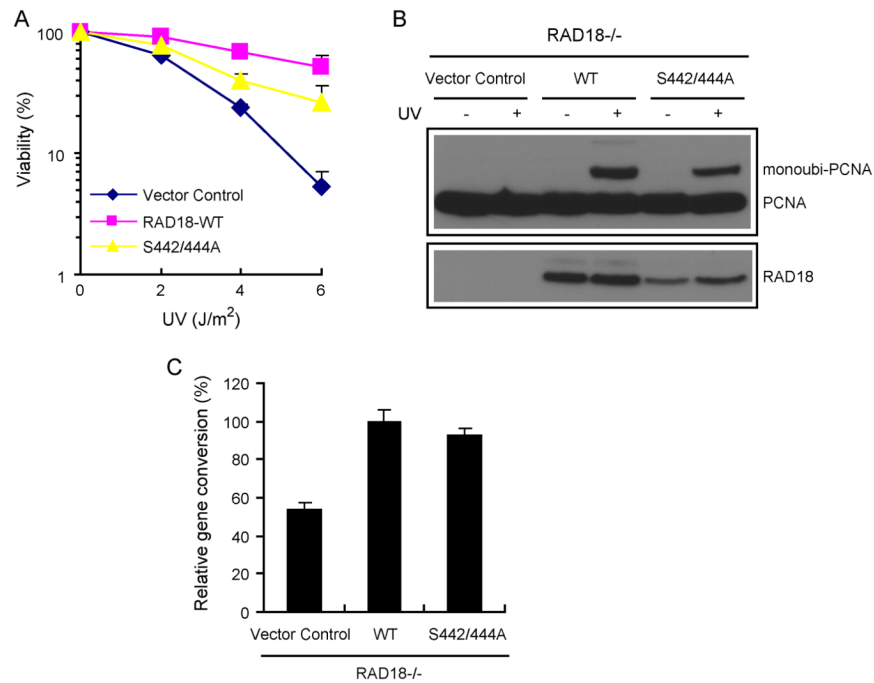 A
100
10
1
Viability (%)
Vector Control
RAD18-WT
S442/444A
0 2 4 6
UV (J/m²)
B
RAD18-/-
Vector Control WT S442/444A
UV - + - + - +
monoubi-PCNA
PCNA
RAD18
C
120
100
80
60
40
20
0
Relative gene conversion (%)
Vector Control WT S442/444A
RAD18-/-